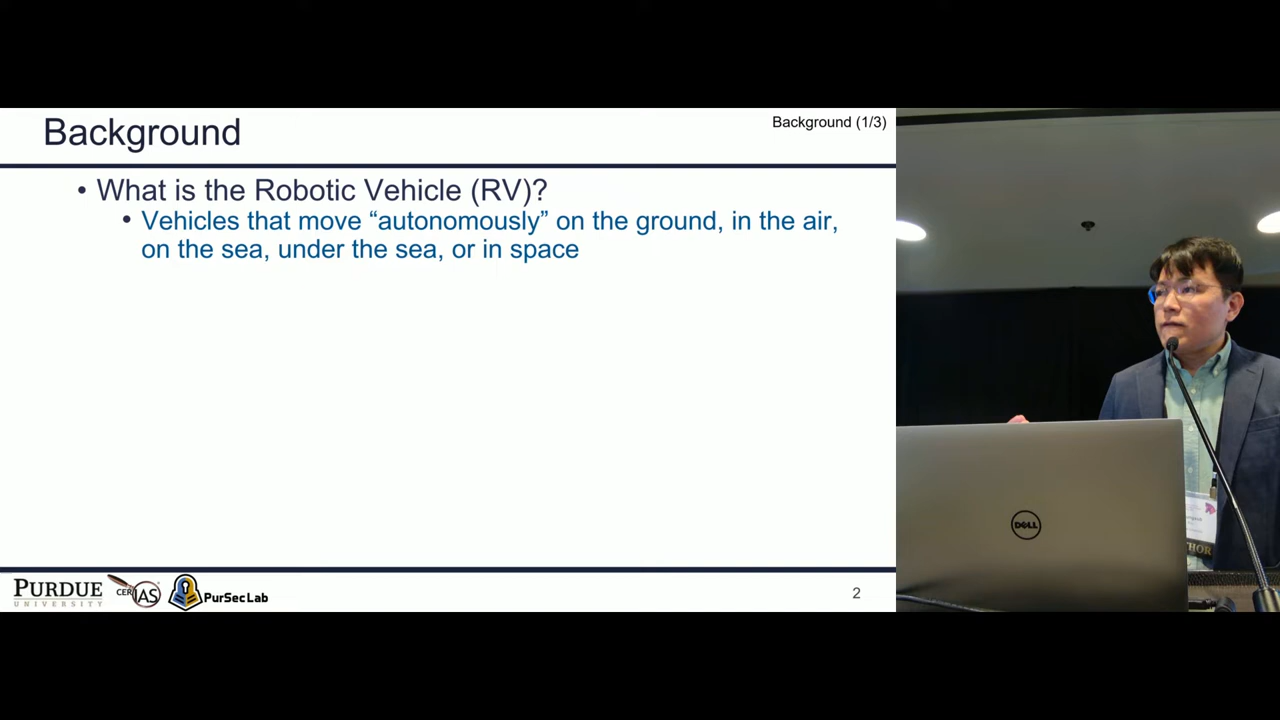 Background
Background (1/3)
• What is the Robotic Vehicle (RV)?
• Vehicles that move “autonomously” on the ground, in the air,
on the sea, under the sea, or in space
PURDUE
UNIVERSITY
CERIAS
PurSecLab
2
DELL